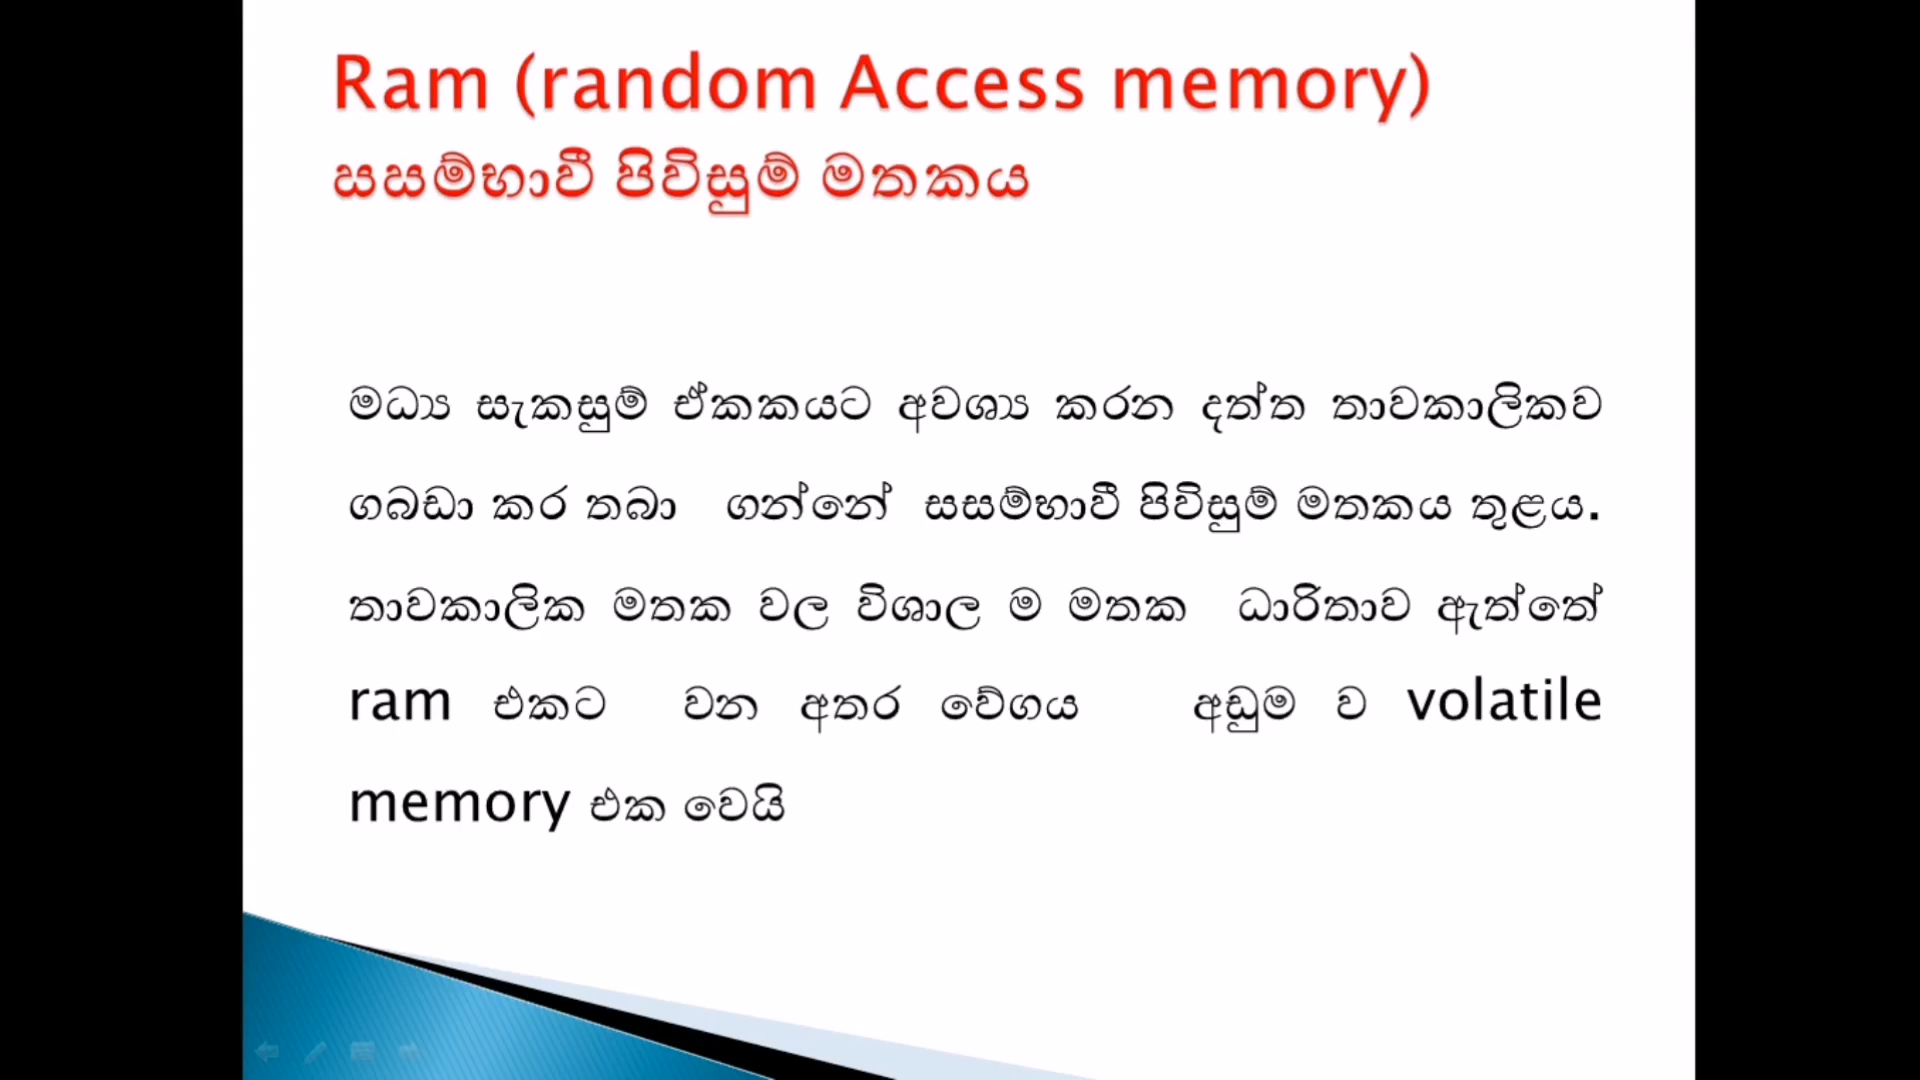 Ram (random Access memory)
සසම්භාවී පිවිසුම් මතකය
මධ්‍ය සැකසුම් ඒකකයට අවශ්‍ය කරන දත්ත තාවකාලිකව
ගබඩා කර තබා ගන්නේ සසම්භාවී පිවිසුම් මතකය තුළය.
තාවකාලික මතක වල විශාල ම මතක ධාරිතාව ඇත්තේ
ram එකට වන අතර වේගය අඩුම ව volatile
memory එක වෙයි